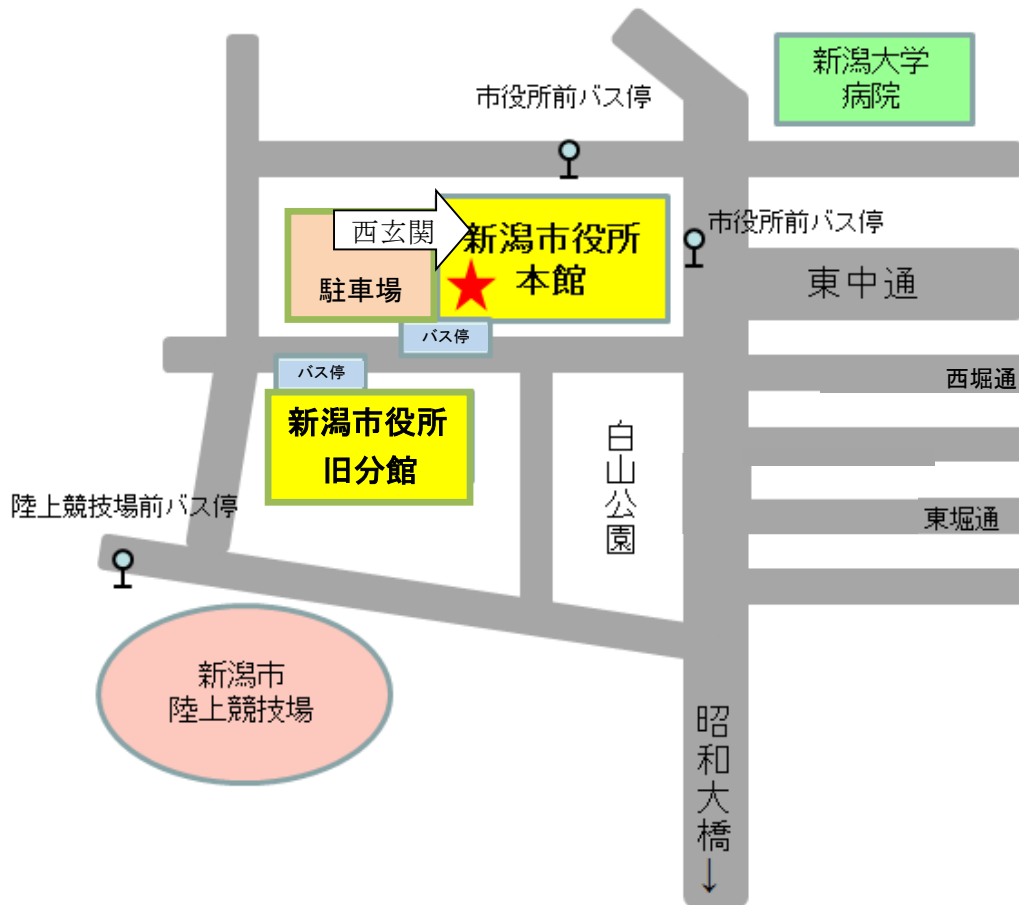 新潟大学
病院
市役所前バス停
市役所前バス停
西玄関
新潟市役所
本館
駐車場
東中通
バス停
バス停
西堀通
新潟市役所
旧分館
白山公園
陸上競技場前バス停
東堀通
新潟市
陸上競技場
昭和大橋
↓